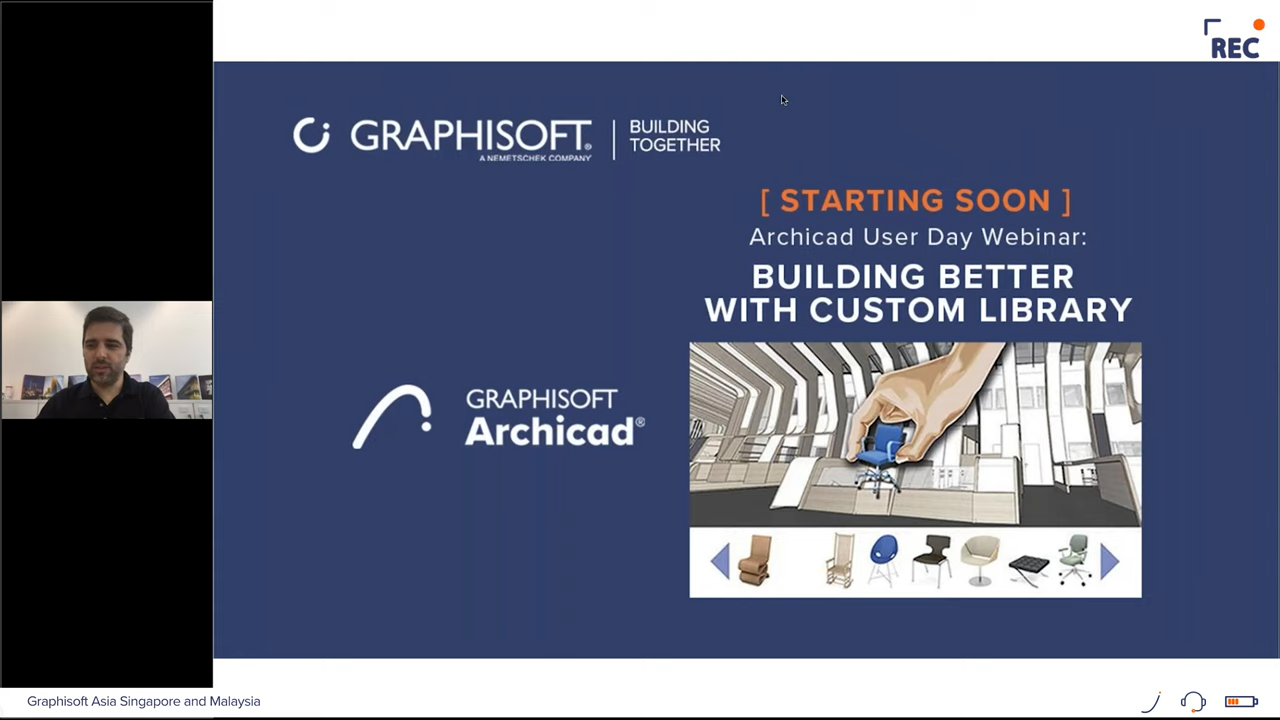 REC
GRAPHISOFT®
A NEMETSCHEK COMPANY
BUILDING
TOGETHER
[ STARTING SOON ]
Archicad User Day Webinar:
BUILDING BETTER
WITH CUSTOM LIBRARY
GRAPHISOFT
Archicad®
Graphisoft Asia Singapore and Malaysia